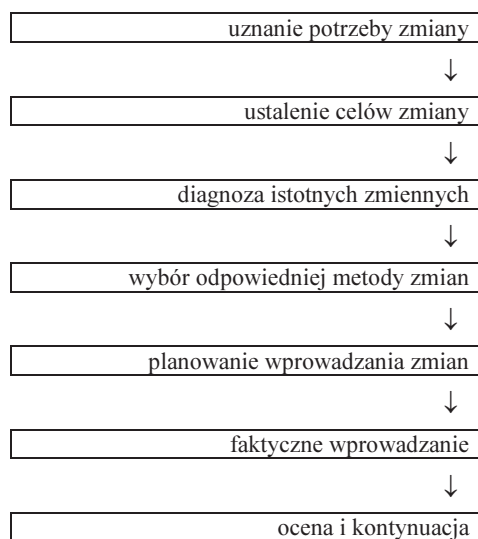 uznanie potrzeby zmiany
↓
ustalenie celów zmiany
↓
diagnoza istotnych zmiennych
↓
wybór odpowiedniej metody zmian
↓
planowanie wprowadzania zmian
↓
faktyczne wprowadzanie
↓
ocena i kontynuacja